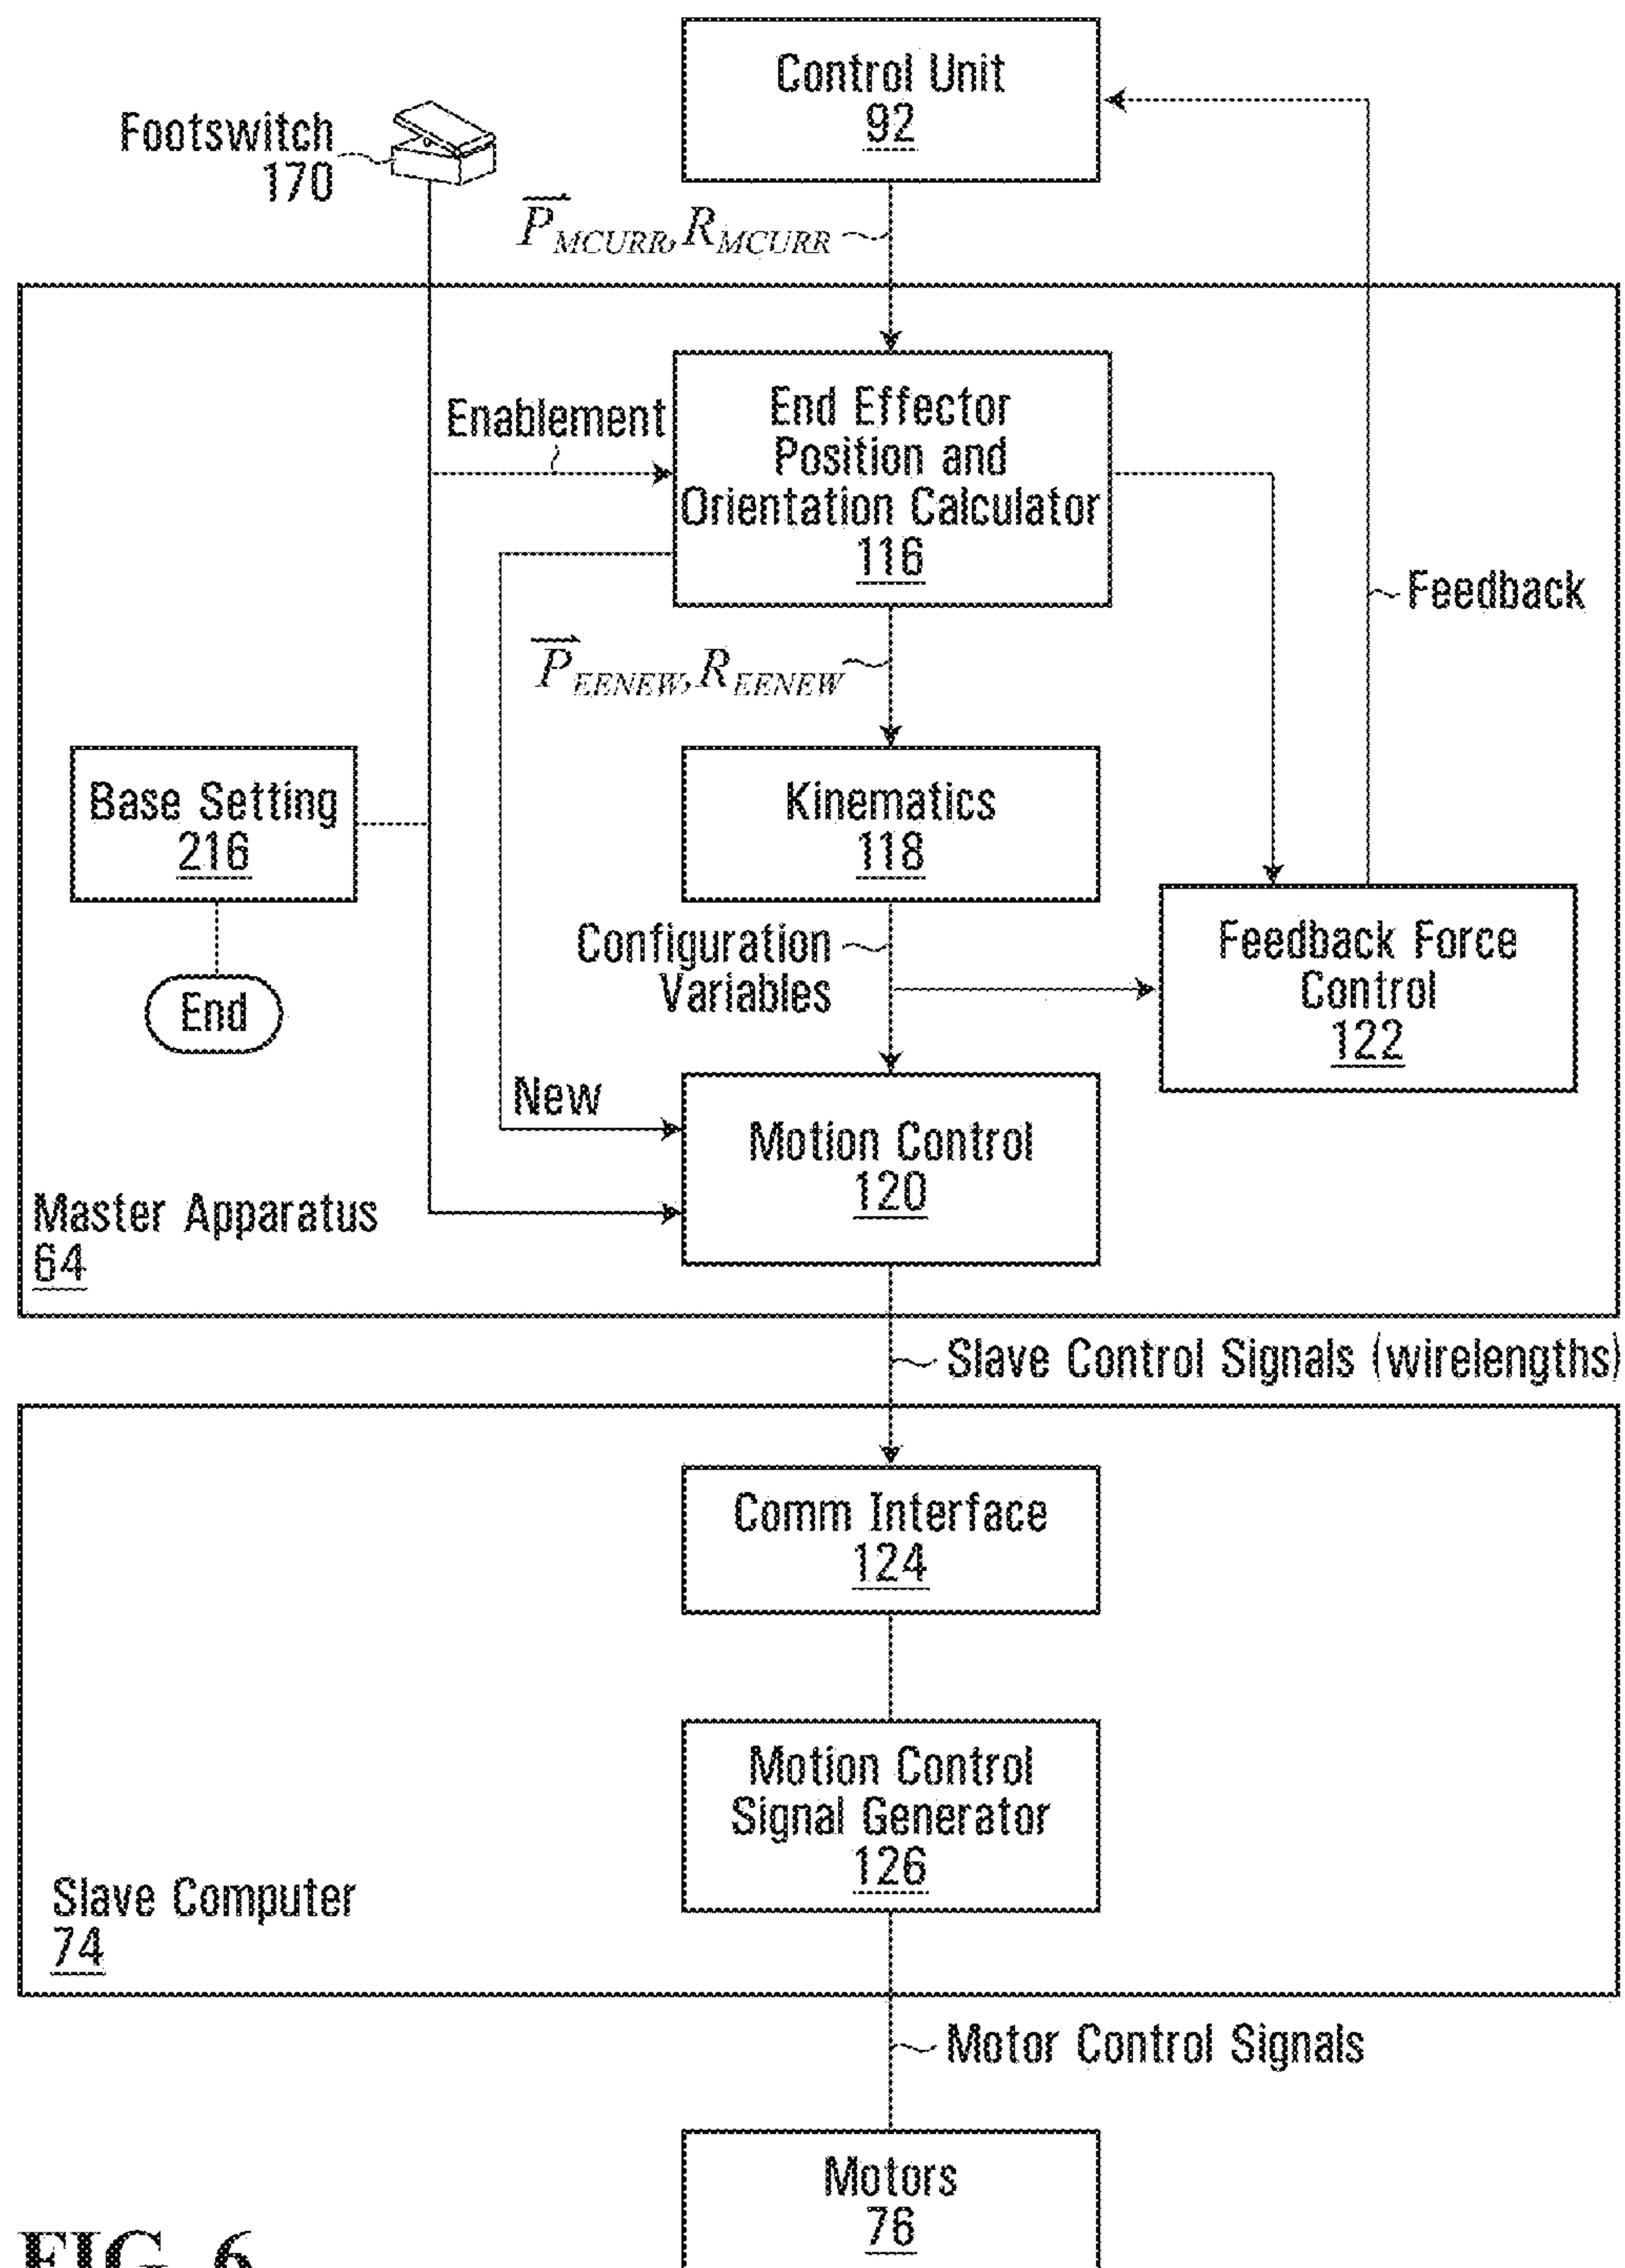 Control Unit
92
Footswitch
170
P⃗MCURR, RMCURR
Enablement
End Effector
Position and
Orientation Calculator
116
Feedback
P⃗EENEW, REENEW
Base Setting
216
Kinematics
118
Configuration
Variables
Feedback Force
Control
122
End
New
Motion Control
120
Master Apparatus
64
Slave Control Signals (wirelengths)
Comm Interface
124
Motion Control
Signal Generator
126
Slave Computer
74
Motor Control Signals
Motors
76
FIG. 6